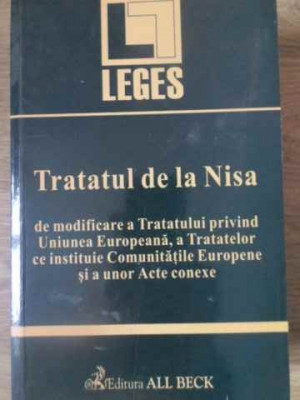 LEGES
Tratatul de la Nisa
de modificare a Tratatului privind
Uniunea Europeană, a Tratatelor
ce instituie Comunitățile Europene
și a unor Acte conexe
Editura ALL BECK